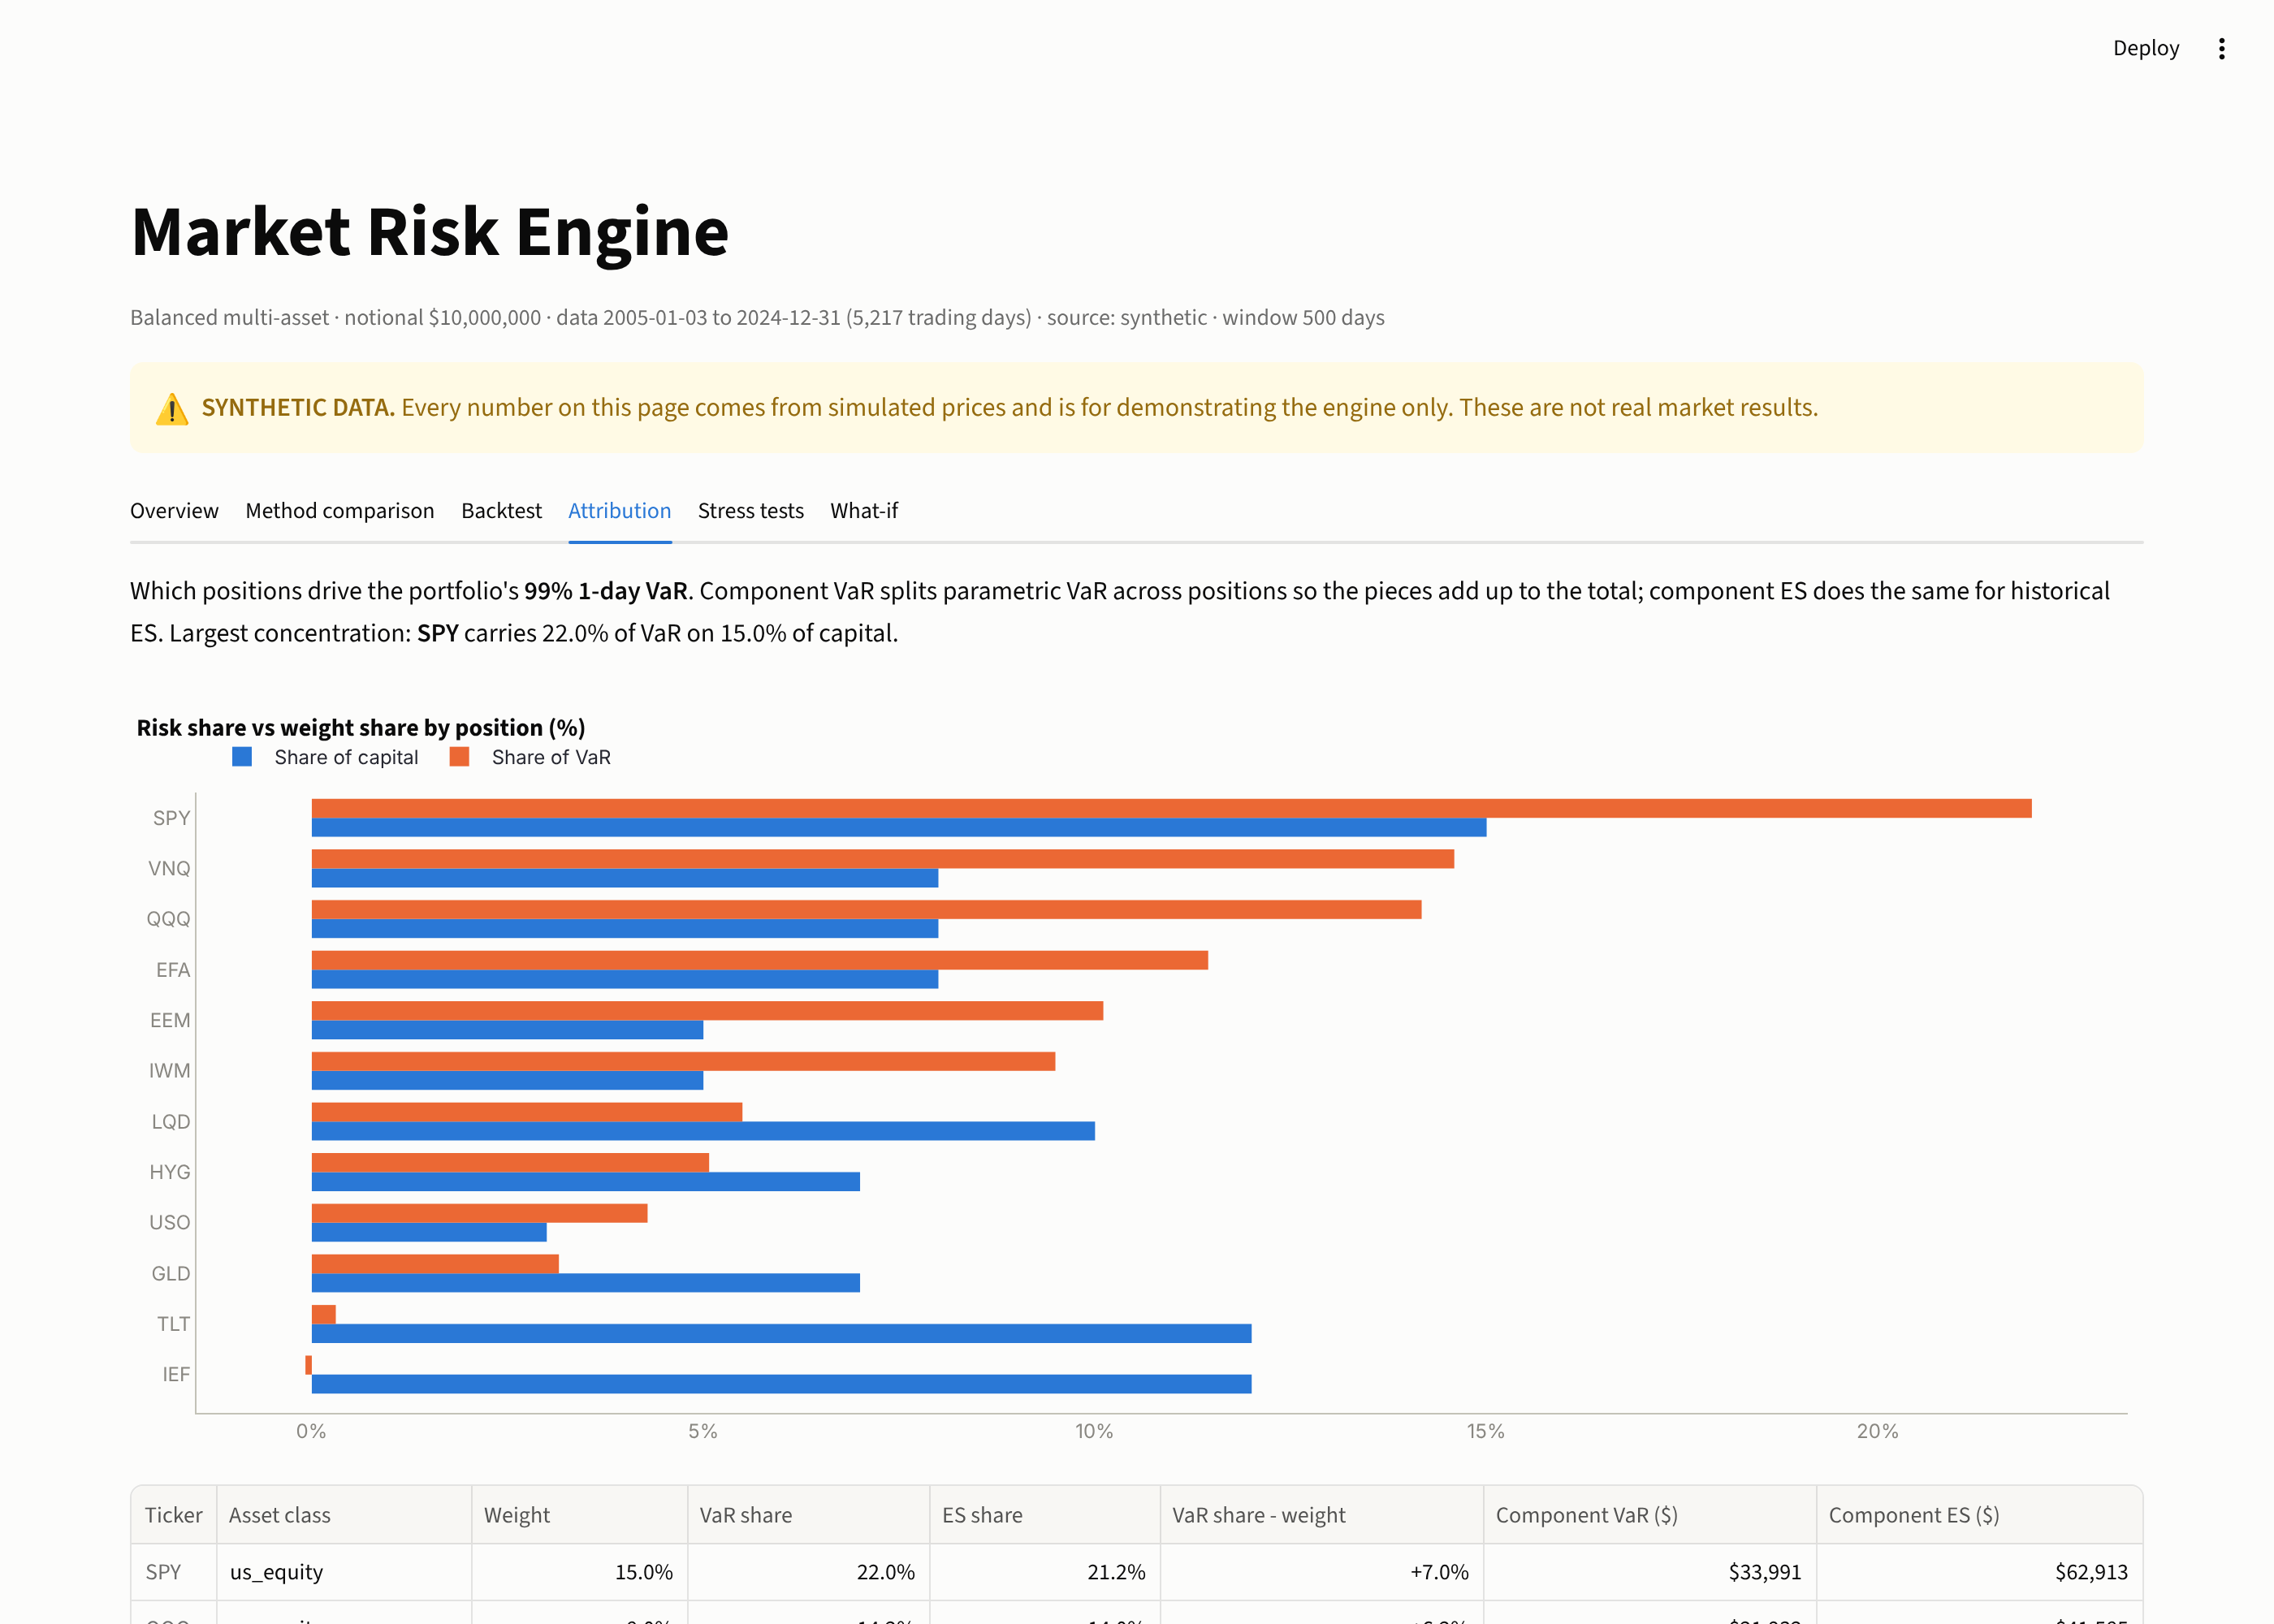 Deploy
Market Risk Engine
Balanced multi-asset · notional $10,000,000 · data 2005-01-03 to 2024-12-31 (5,217 trading days) · source: synthetic · window 500 days
SYNTHETIC DATA. Every number on this page comes from simulated prices and is for demonstrating the engine only. These are not real market results.
Overview Method comparison Backtest Attribution Stress tests What-if
Which positions drive the portfolio's 99% 1-day VaR. Component VaR splits parametric VaR across positions so the pieces add up to the total; component ES does the same for historical
ES. Largest concentration: SPY carries 22.0% of VaR on 15.0% of capital.
Risk share vs weight share by position (%)
Share of capital Share of VaR
SPY
VNQ
QQQ
EFA
EEM
IWM
LQD
HYG
USO
GLD
TLT
IEF
0% 5% 10% 15% 20%
Ticker Asset class Weight VaR share ES share VaR share - weight Component VaR ($) Component ES ($)
SPY us_equity 15.0% 22.0% 21.2% +7.0% $33,991 $62,913